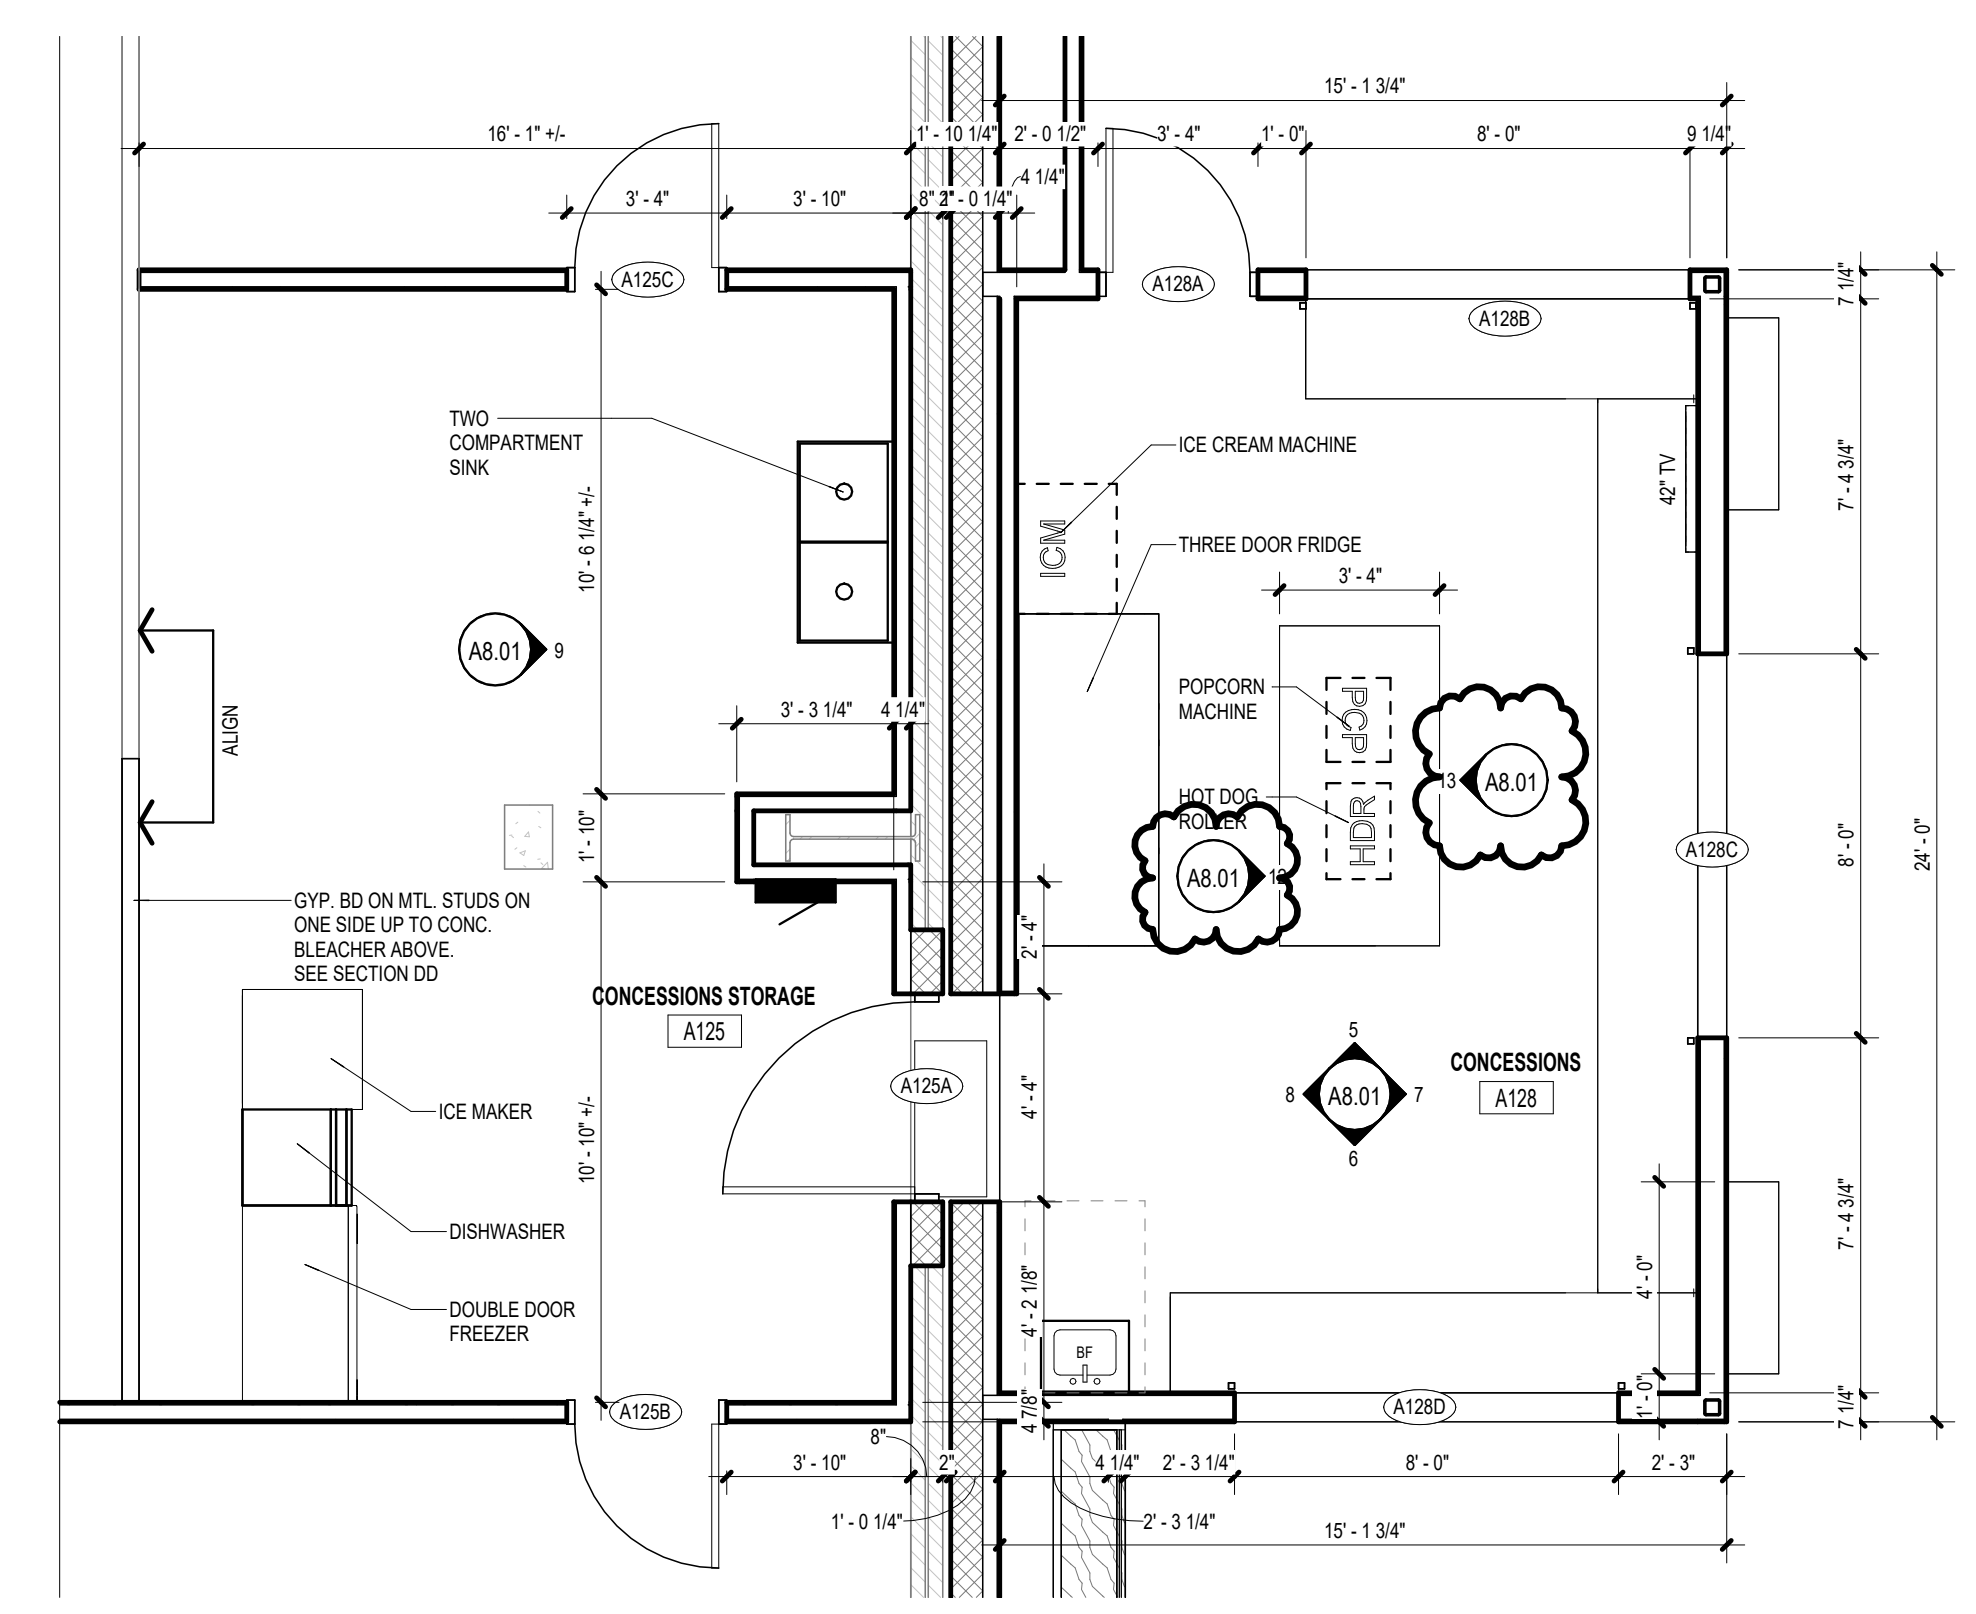 15' - 1 3/4"
16' - 1" +/-
1' - 10 1/4"
2' - 0 1/2"
3' - 4"
1' - 0"
8' - 0"
9 1/4"
4 1/4"
3' - 4"
3' - 10"
8"
2"
1' - 0 1/4"
7 1/4"
A125C
A128A
A128B
TWO
COMPARTMENT
SINK
ICE CREAM MACHINE
42" TV
7' - 4 3/4"
10' - 6 1/4" +/-
ICM
THREE DOOR FRIDGE
3' - 4"
A8.01
9
ALIGN
3' - 3 1/4"
4 1/4"
POPCORN
MACHINE
PCP
13
A8.01
HOT DOG
ROLLER
HDR
A8.01
12
1' - 10"
A128C
8' - 0"
24' - 0"
GYP. BD ON MTL. STUDS ON
ONE SIDE UP TO CONC.
BLEACHER ABOVE.
SEE SECTION DD
2' - 4"
CONCESSIONS STORAGE
A125
A125A
4' - 4"
5
8
A8.01
7
6
CONCESSIONS
A128
ICE MAKER
10' - 10" +/-
DISHWASHER
7' - 4 3/4"
4' - 0"
4' - 2 1/8"
DOUBLE DOOR
FREEZER
BF
A125B
4 7/8"
A128D
1' - 0"
7 1/4"
8"
3' - 10"
2"
4 1/4"
2' - 3 1/4"
8' - 0"
2' - 3"
1' - 0 1/4"
2' - 3 1/4"
15' - 1 3/4"